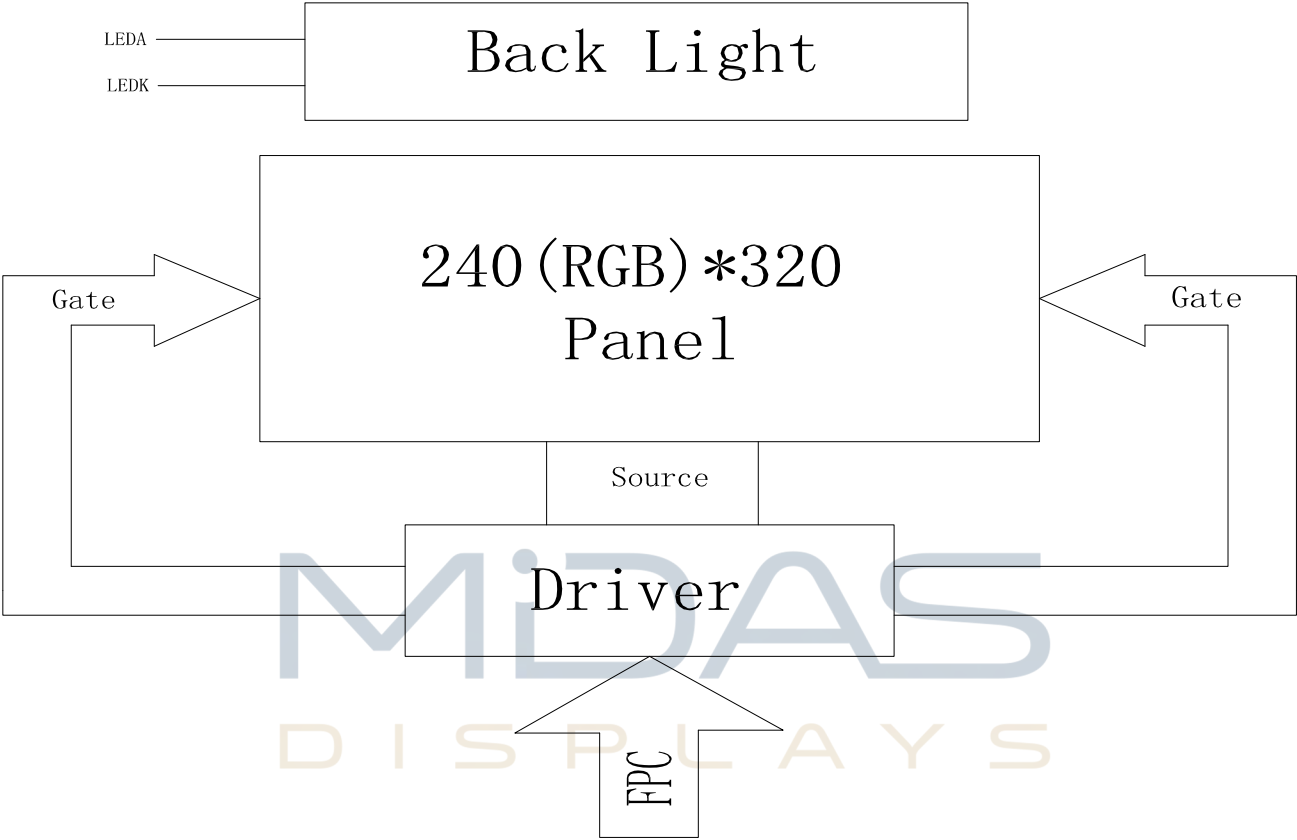 LEDA
Back Light
LEDK
240(RGB)*320
Panel
Gate
Gate
Source
Driver
MiDAS
DISPLAYS
FPC